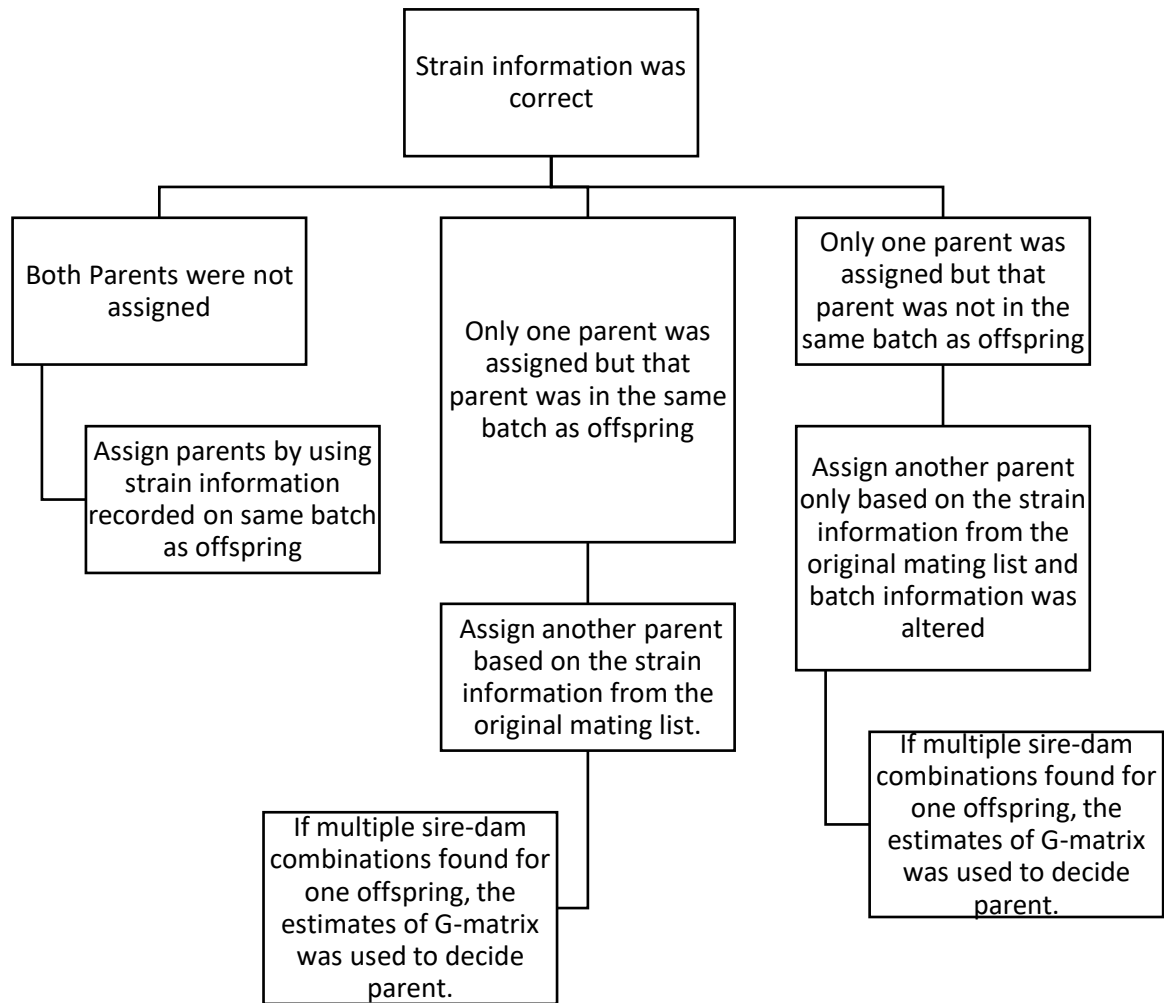 Strain information was
correct
Both Parents were not
assigned
Assign parents by using
strain information
recorded on same batch
as offspring
Only one parent was
assigned but that
parent was in the same
batch as offspring
Assign another parent
based on the strain
information from the
original mating list.
If multiple sire-dam
combinations found for
one offspring, the
estimates of G-matrix
was used to decide
parent.
Only one parent was
assigned but that
parent was not in the
same batch as offspring
Assign another parent
only based on the strain
information from the
original mating list and
batch information was
altered
If multiple sire-dam
combinations found for
one offspring, the
estimates of G-matrix
was used to decide
parent.